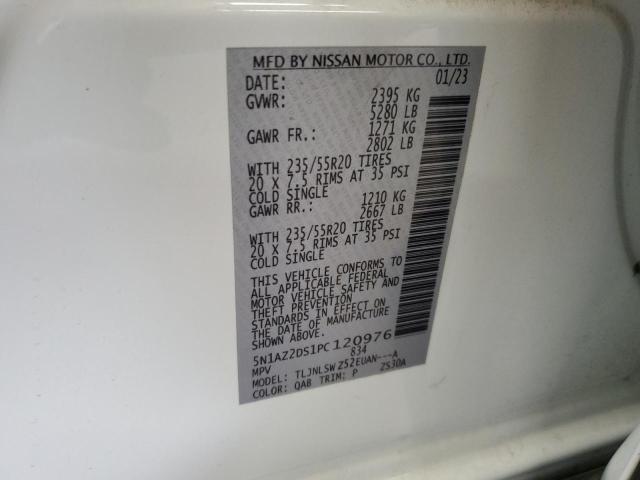 MFD BY NISSAN MOTOR CO., LTD.
DATE: 01/23
GVWR: 2395 KG
5280 LB
GAWR FR.: 1271 KG
2802 LB
WITH 235/55R20 TIRES
20 X 7.5 RIMS AT 35 PSI
COLD SINGLE
GAWR RR.: 1210 KG
2667 LB
WITH 235/55R20 TIRES
20 X 7.5 RIMS AT 35 PSI
COLD SINGLE
THIS VEHICLE CONFORMS TO
ALL APPLICABLE FEDERAL
MOTOR VEHICLE SAFETY AND
THEFT PREVENTION
STANDARDS IN EFFECT ON
THE DATE OF MANUFACTURE
5N1AZ2DS1PC120976
MPV 834
MODEL: TLJNLSWZ52EUAN---A
COLOR: QAB TRIM: P ZS30A